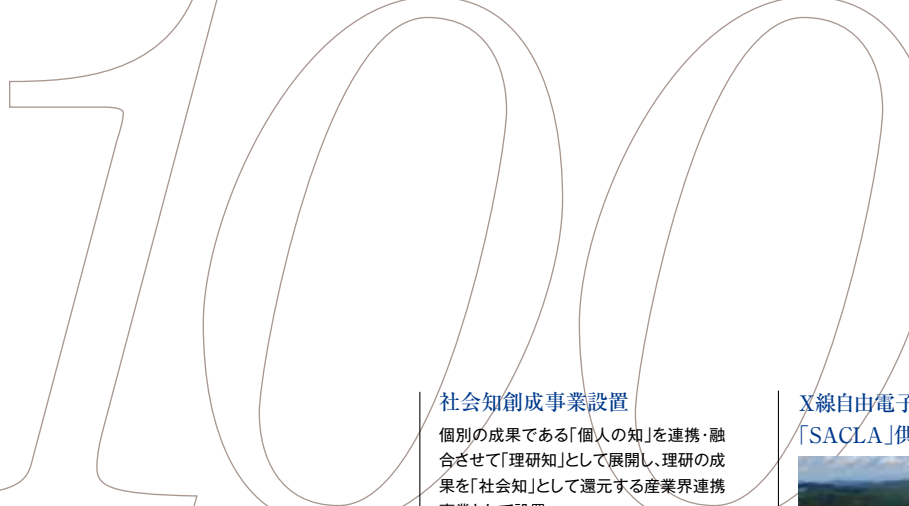 100
社会知創成事業設置
個別の成果である「個人の知」を連携・融
合させて「理研知」として展開し、理研の成
果を「社会知」として還元する産業界連携
X線自由電子
「SACLA」供